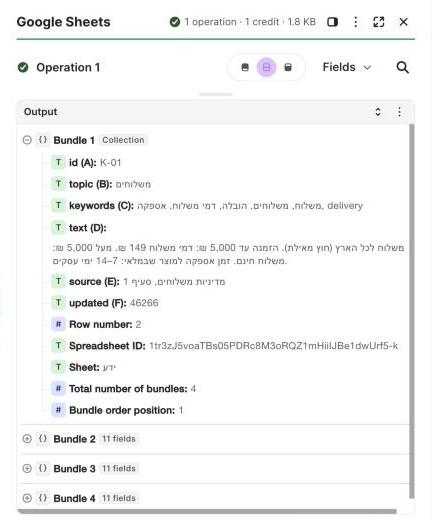 Google Sheets
1 operation · 1 credit · 1.8 KB
Operation 1
Fields
Output
Bundle 1 Collection
id (A): K-01
topic (B): משלוחים
keywords (C): משלוח, משלוחים, הובלה, דמי משלוח, אספקה, delivery
text (D):
משלוח לכל הארץ (חוץ מאילת). הזמנה עד 5,000 ₪: דמי משלוח 149 ₪. מעל 5,000 ₪:
משלוח חינם. זמן אספקה למוצר שבמלאי: 7–14 ימי עסקים.
source (E): מדיניות משלוחים, סעיף 1
updated (F): 46266
Row number: 2
Spreadsheet ID: 1tr3zJ5voaTBs05PDRc8M3oRQZ1mHiiIJBe1dwUrf5-k
Sheet: ידע
Total number of bundles: 4
Bundle order position: 1
Bundle 2 11 fields
Bundle 3 11 fields
Bundle 4 11 fields